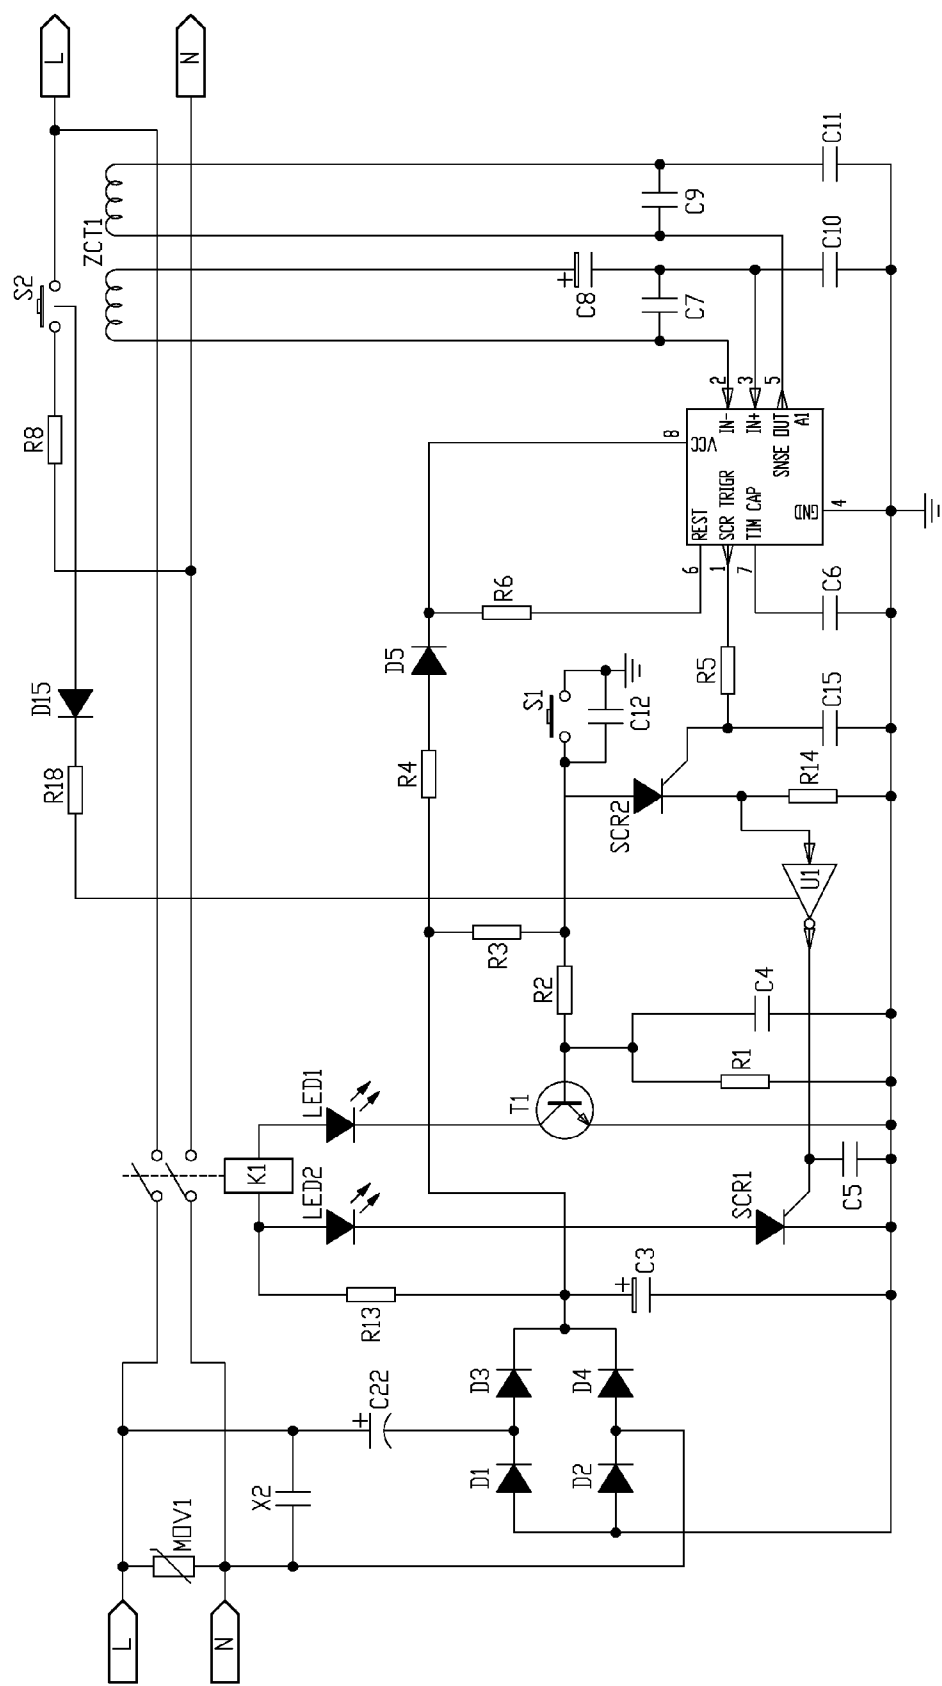 L
N
MOV1
X2
C22
D1
D3
D2
D4
R13
C3
K1
LED2
LED1
SCR1
C5
T1
R1
C4
R2
R3
U1
R18
D15
R4
D5
SCR2
R14
S1
C12
R5
C15
R6
C6
6
1
7
REST
SCR TRIGR
TIM CAP
GND
4
VCC
8
IN-
IN+
SNSE OUT
A1
2
3
5
R8
S2
ZCT1
C8
+
C7
C10
C9
C11
+
+
L
N